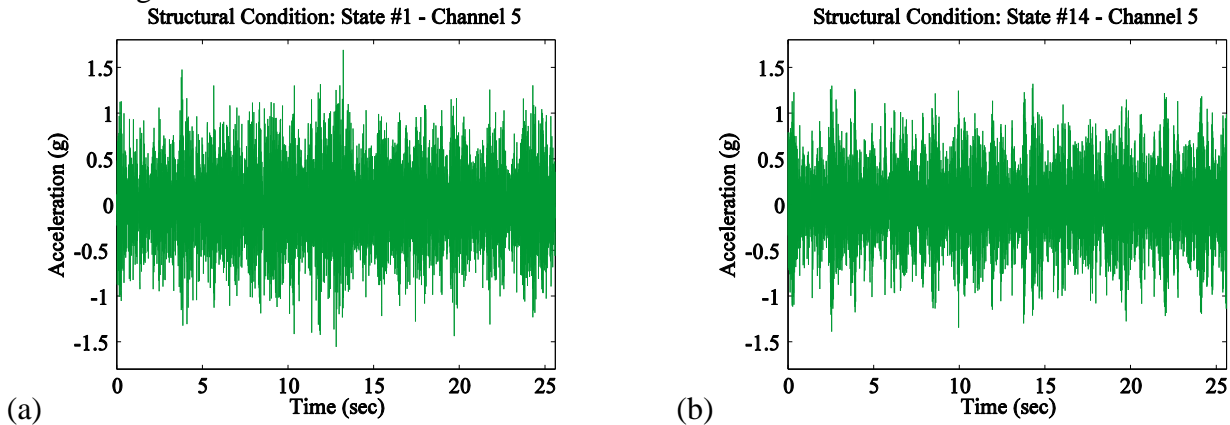 Structural Condition: State #1 - Channel 5
1.5
1
0.5
0
-0.5
-1
-1.5
Acceleration (g)
0 5 10 15 20 25
Time (sec)
(a)
Structural Condition: State #14 - Channel 5
1.5
1
0.5
0
-0.5
-1
-1.5
Acceleration (g)
0 5 10 15 20 25
Time (sec)
(b)